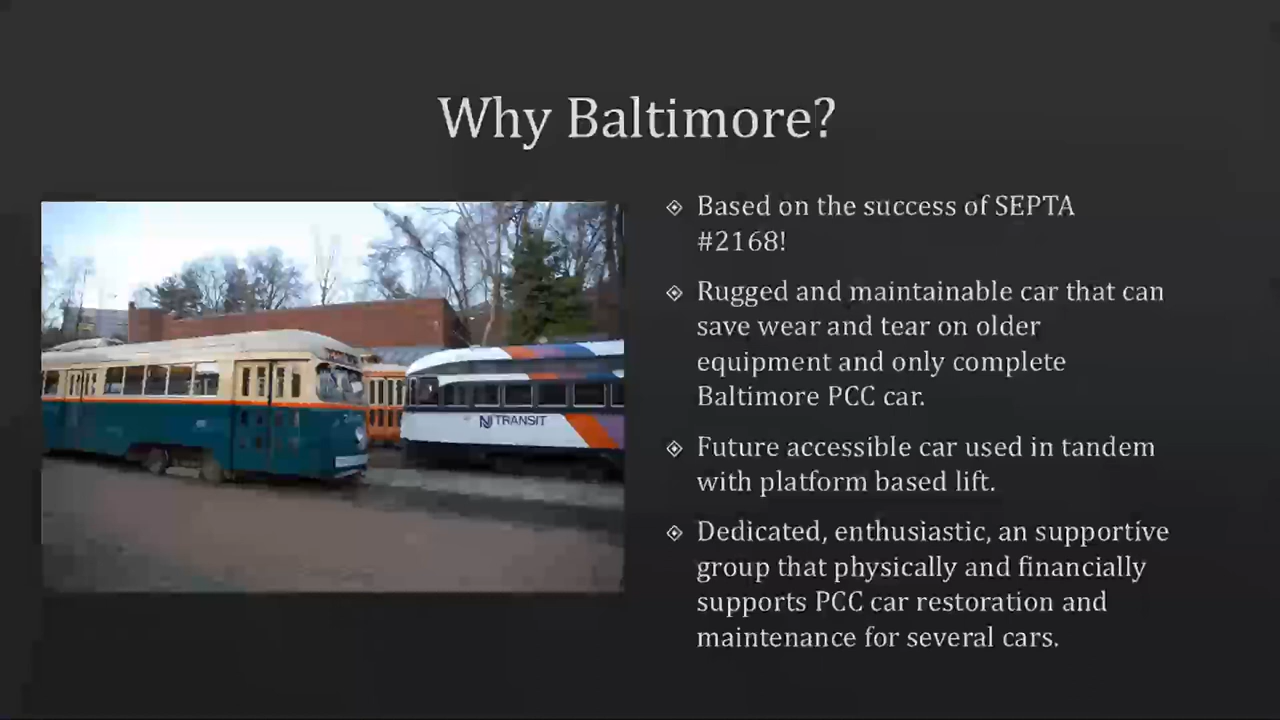 Why Baltimore?
Based on the success of SEPTA
#2168!
Rugged and maintainable car that can
save wear and tear on older
equipment and only complete
Baltimore PCC car.
Future accessible car used in tandem
with platform based lift.
Dedicated, enthusiastic, an supportive
group that physically and financially
supports PCC car restoration and
maintenance for several cars.
NJ TRANSIT